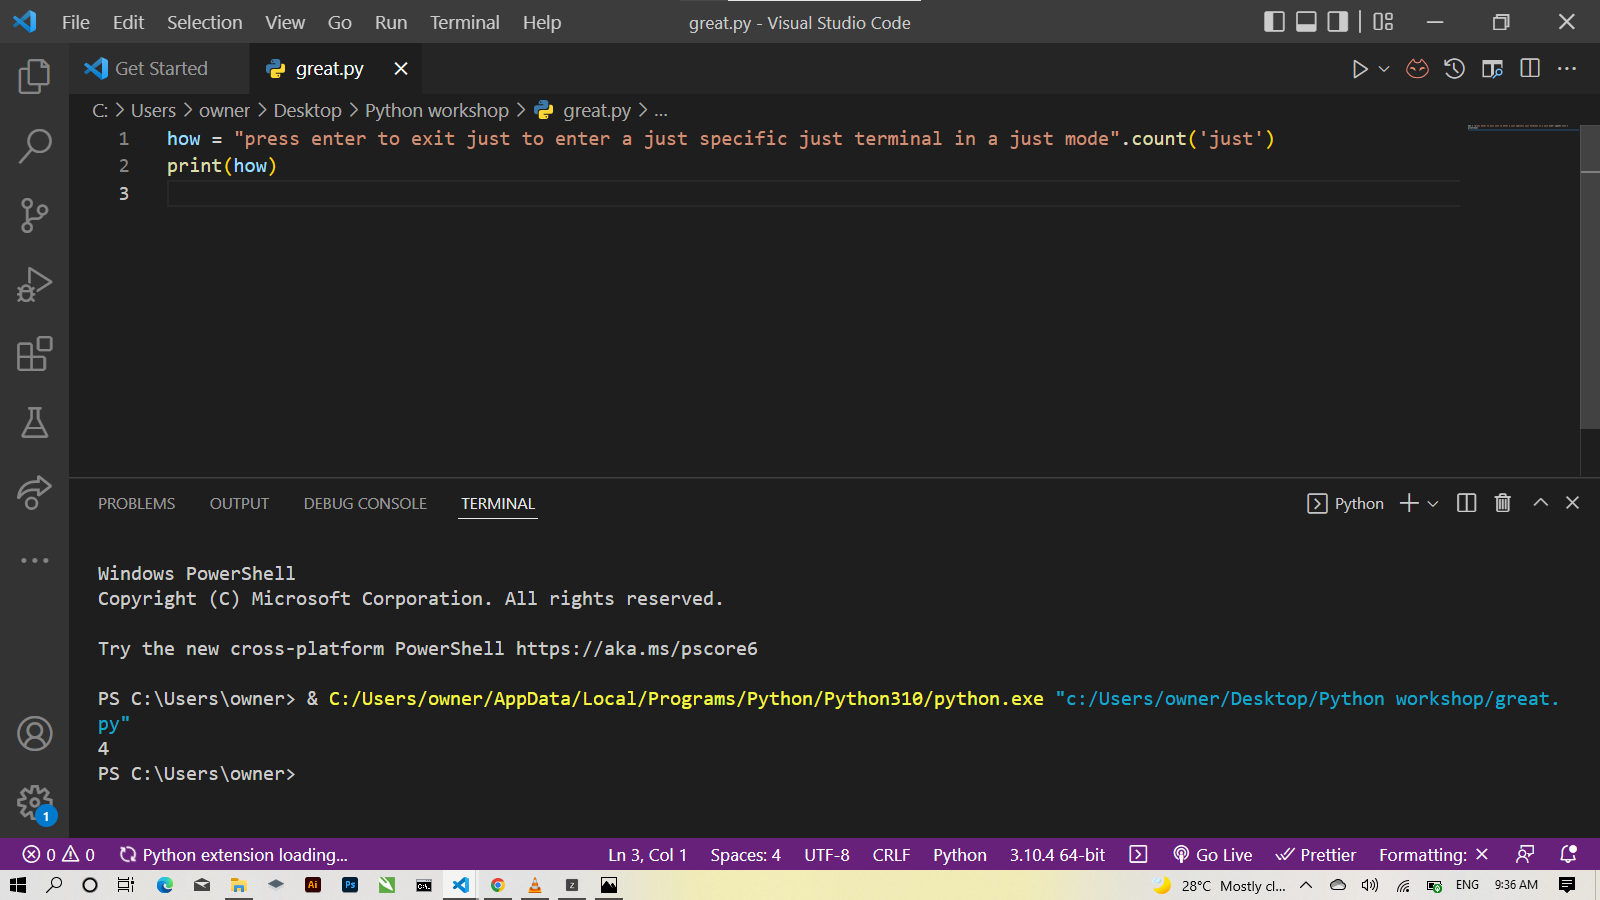 File Edit Selection View Go Run Terminal Help great.py - Visual Studio Code
Get Started great.py
C: > Users > owner > Desktop > Python workshop > great.py > ...
1 how = "press enter to exit just to enter a just specific just terminal in a just mode".count('just')
2 print(how)
3
PROBLEMS OUTPUT DEBUG CONSOLE TERMINAL Python
Windows PowerShell
Copyright (C) Microsoft Corporation. All rights reserved.
Try the new cross-platform PowerShell https://aka.ms/pscore6
PS C:\Users\owner> & C:/Users/owner/AppData/Local/Programs/Python/Python310/python.exe "c:/Users/owner/Desktop/Python workshop/great.
py"
4
PS C:\Users\owner>
1
0 0 Python extension loading... Ln 3, Col 1 Spaces: 4 UTF-8 CRLF Python 3.10.4 64-bit Go Live Prettier Formatting: ×
Ai Ps C:\. Z 28°C Mostly cl... ENG 9:36 AM